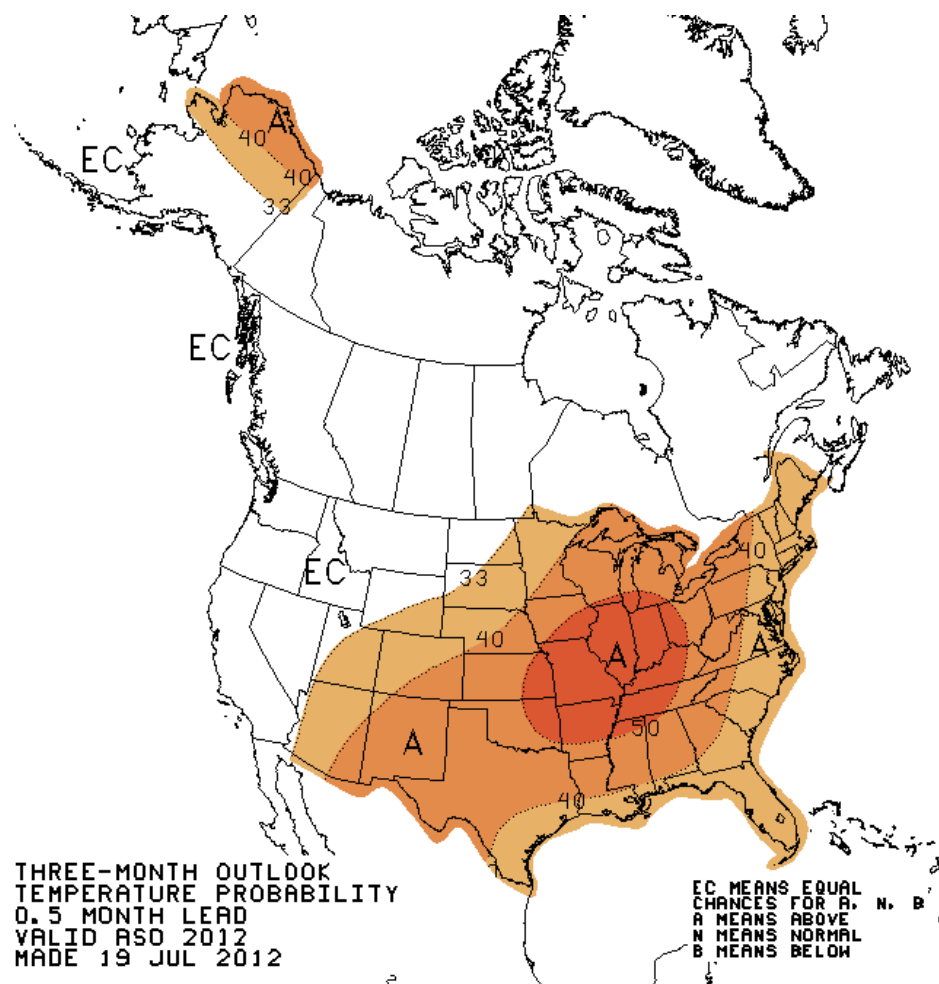 A
40
EC
40
33
EC
40
EC
33
40
A
A
A
50
40
THREE-MONTH OUTLOOK
TEMPERATURE PROBABILITY
0.5 MONTH LEAD
VALID ASO 2012
MADE 19 JUL 2012
EC MEANS EQUAL
CHANCES FOR A, N, B
A MEANS ABOVE
N MEANS NORMAL
B MEANS BELOW